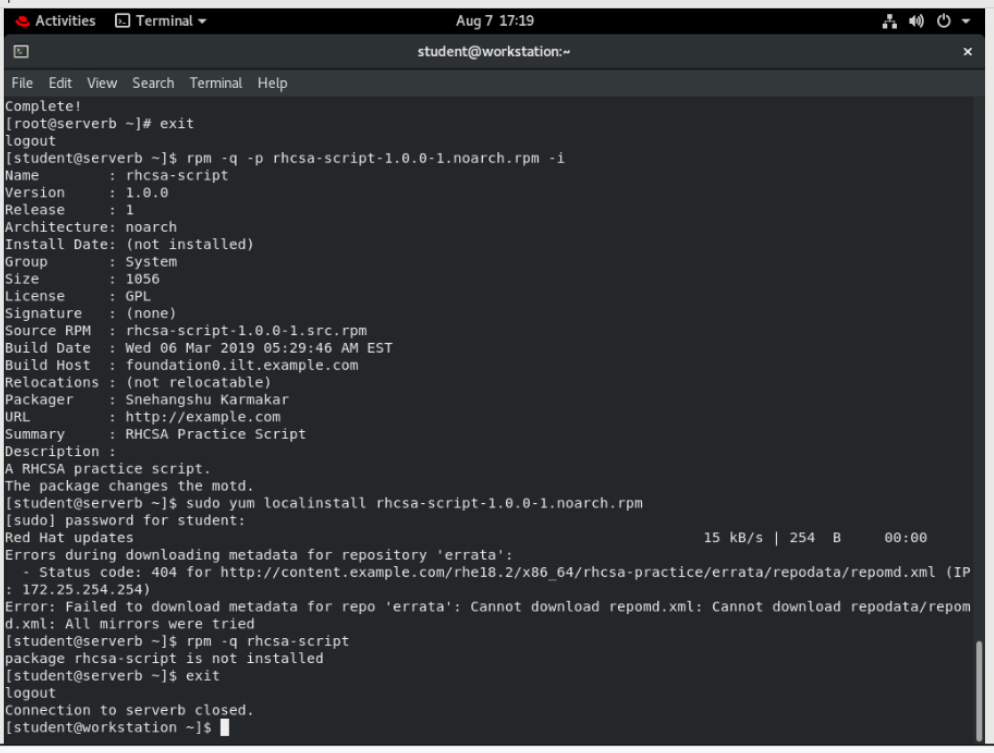 Activities Terminal Aug 7 17:19
student@workstation:~ ×
File Edit View Search Terminal Help
Complete!
[root@serverb ~]# exit
logout
[student@serverb ~]$ rpm -q -p rhcsa-script-1.0.0-1.noarch.rpm -i
Name        : rhcsa-script
Version     : 1.0.0
Release     : 1
Architecture: noarch
Install Date: (not installed)
Group       : System
Size        : 1056
License     : GPL
Signature   : (none)
Source RPM  : rhcsa-script-1.0.0-1.src.rpm
Build Date  : Wed 06 Mar 2019 05:29:46 AM EST
Build Host  : foundation0.ilt.example.com
Relocations : (not relocatable)
Packager    : Snehangshu Karmakar
URL         : http://example.com
Summary     : RHCSA Practice Script
Description :
A RHCSA practice script.
The package changes the motd.
[student@serverb ~]$ sudo yum localinstall rhcsa-script-1.0.0-1.noarch.rpm
[sudo] password for student:
Red Hat updates                                 15 kB/s | 254  B     00:00
Errors during downloading metadata for repository 'errata':
  - Status code: 404 for http://content.example.com/rhe18.2/x86_64/rhcsa-practice/errata/repodata/repomd.xml (IP
: 172.25.254.254)
Error: Failed to download metadata for repo 'errata': Cannot download repomd.xml: Cannot download repodata/repom
d.xml: All mirrors were tried
[student@serverb ~]$ rpm -q rhcsa-script
package rhcsa-script is not installed
[student@serverb ~]$ exit
logout
Connection to serverb closed.
[student@workstation ~]$